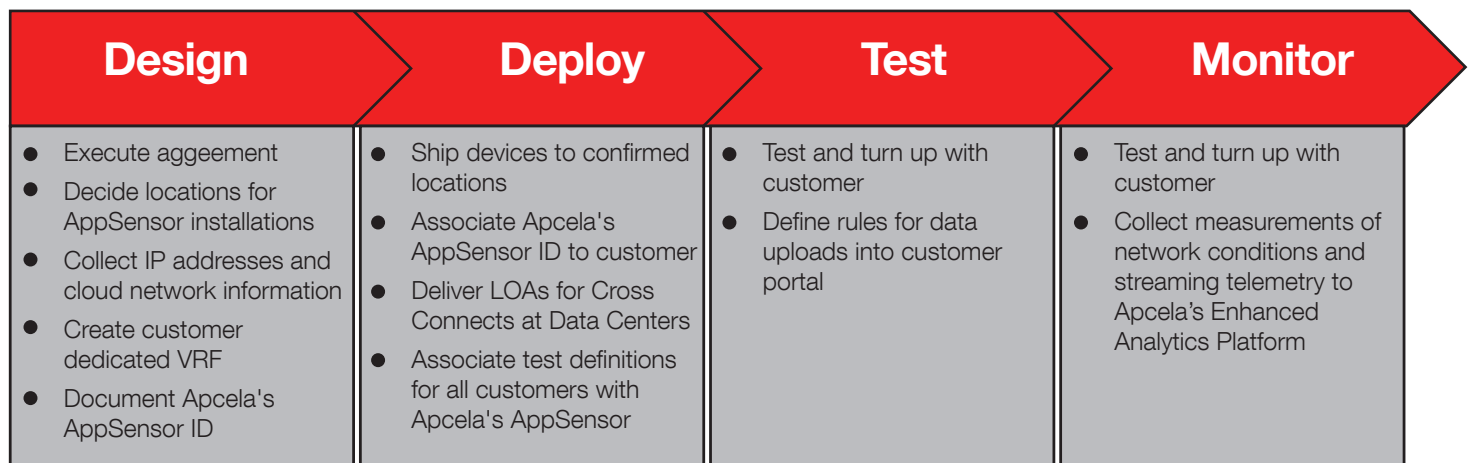 Design
Execute aggeement
Decide locations for
AppSensor installations
Collect IP addresses and
cloud network information
Create customer
dedicated VRF
Document Apcela's
AppSensor ID
Deploy
Ship devices to confirmed
locations
Associate Apcela's
AppSensor ID to customer
Deliver LOAs for Cross
Connects at Data Centers
Associate test definitions
for all customers with
Apcela's AppSensor
Test
Test and turn up with
customer
Define rules for data
uploads into customer
portal
Monitor
Test and turn up with
customer
Collect measurements of
network conditions and
streaming telemetry to
Apcela’s Enhanced
Analytics Platform